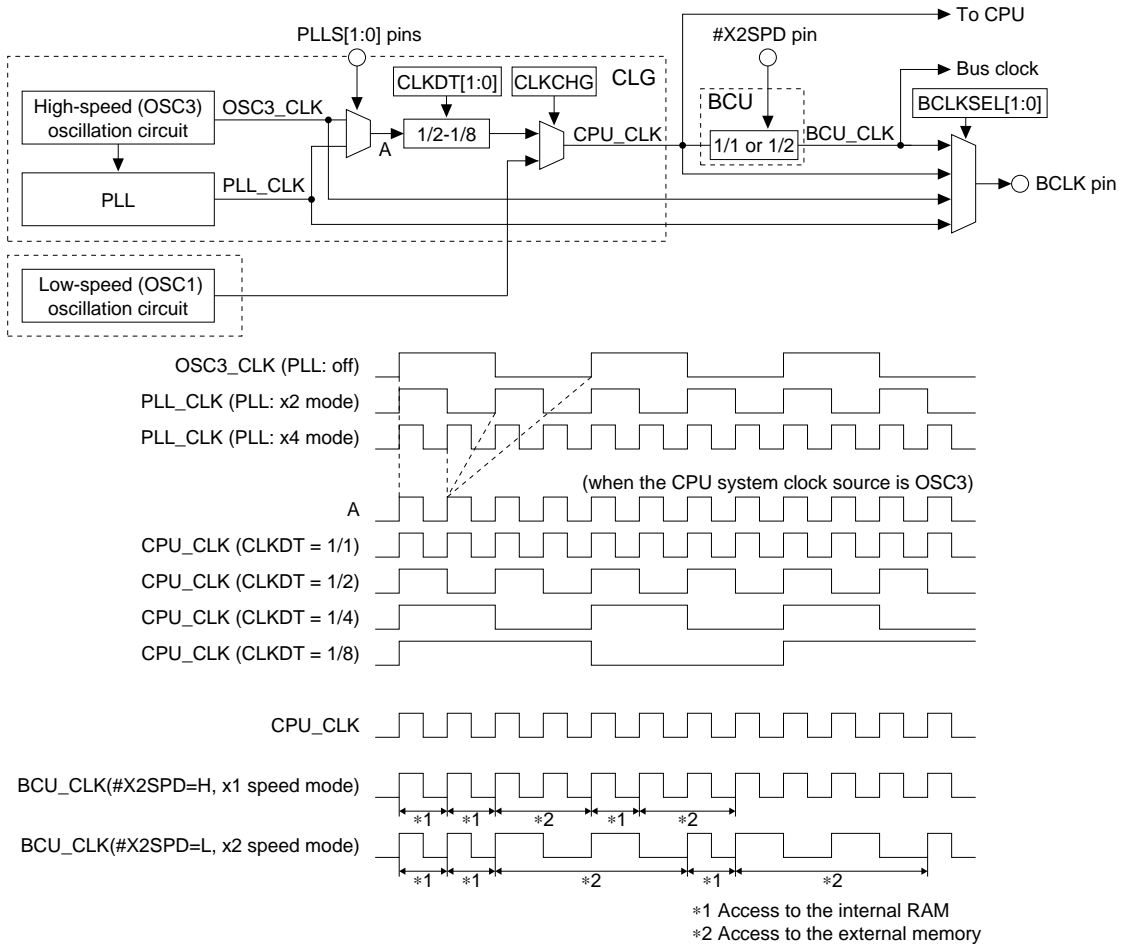 To CPU
PLLS[1:0] pins
#X2SPD pin
CLG
Bus clock
CLKDT[1:0]
CLKCHG
BCU
BCLKSEL[1:0]
High-speed (OSC3)
oscillation circuit
OSC3_CLK
A
1/2-1/8
CPU_CLK
1/1 or 1/2
BCU_CLK
BCLK pin
PLL
PLL_CLK
Low-speed (OSC1)
oscillation circuit
OSC3_CLK (PLL: off)
PLL_CLK (PLL: x2 mode)
PLL_CLK (PLL: x4 mode)
(when the CPU system clock source is OSC3)
A
CPU_CLK (CLKDT = 1/1)
CPU_CLK (CLKDT = 1/2)
CPU_CLK (CLKDT = 1/4)
CPU_CLK (CLKDT = 1/8)
CPU_CLK
BCU_CLK(#X2SPD=H, x1 speed mode)
∗1 ∗1 ∗2 ∗1 ∗2
BCU_CLK(#X2SPD=L, x2 speed mode)
∗1 ∗1 ∗2 ∗1 ∗2
∗1 Access to the internal RAM
∗2 Access to the external memory